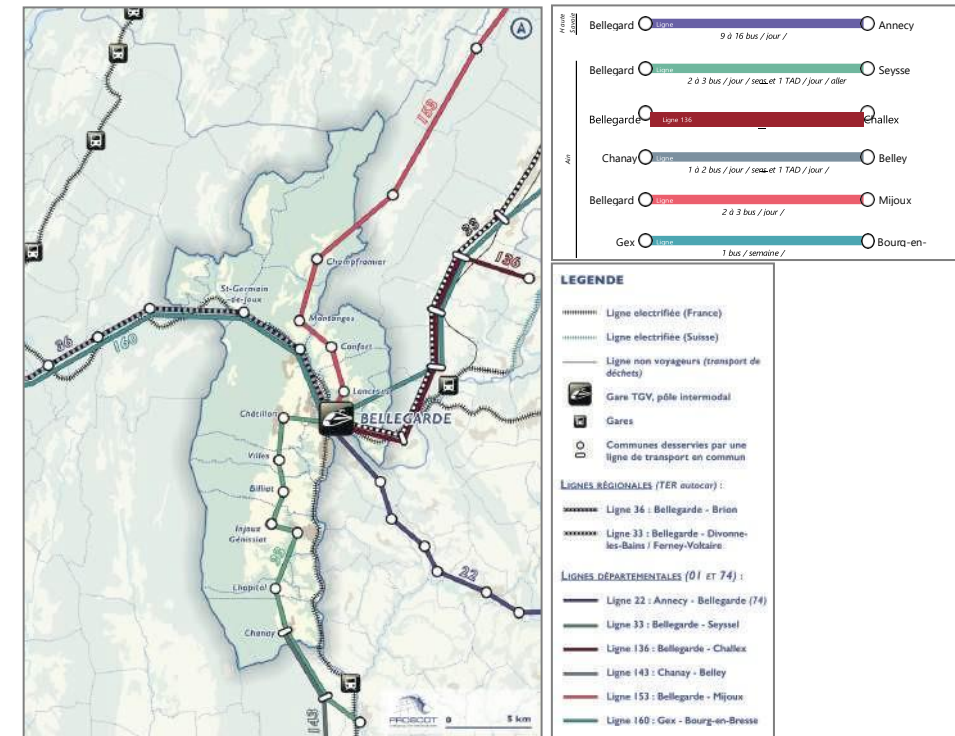 153
33
136
Champfromier
St-Germain
-de-Joux
Montanges
36
160
Confort
Lancrans
BELLEGARDE
Châtillon
Villes
Billiat
Injoux
Génissiat
22
Lhopital
Chanay
143
0 5 km
Haute
Savoie
Bellegard Ligne Annecy
9 à 16 bus / jour /
Bellegard Ligne Seysse
2 à 3 bus / jour / sens et 1 TAD / jour / aller
Ain
Bellegarde Ligne 136 Challex
Chanay Ligne Belley
1 à 2 bus / jour / sens et 1 TAD / jour /
Bellegard Ligne Mijoux
2 à 3 bus / jour /
Gex Ligne Bourg-en-
1 bus / semaine /
LEGENDE
Ligne electrifiée (France)
Ligne electrifiée (Suisse)
Ligne non voyageurs (transport de
déchets)
Gare TGV, pôle intermodal
Gares
Communes desservies par une
ligne de transport en commun
LIGNES RÉGIONALES (TER autocar) :
Ligne 36 : Bellegarde - Brion
Ligne 33 : Bellegarde - Divonne-
les-Bains / Ferney-Voltaire
LIGNES DÉPARTEMENTALES (01 ET 74) :
Ligne 22 : Annecy - Bellegarde (74)
Ligne 33 : Bellegarde - Seyssel
Ligne 136 : Bellegarde - Challex
Ligne 143 : Chanay - Belley
Ligne 153 : Bellegarde - Mijoux
Ligne 160 : Gex - Bourg-en-Bresse